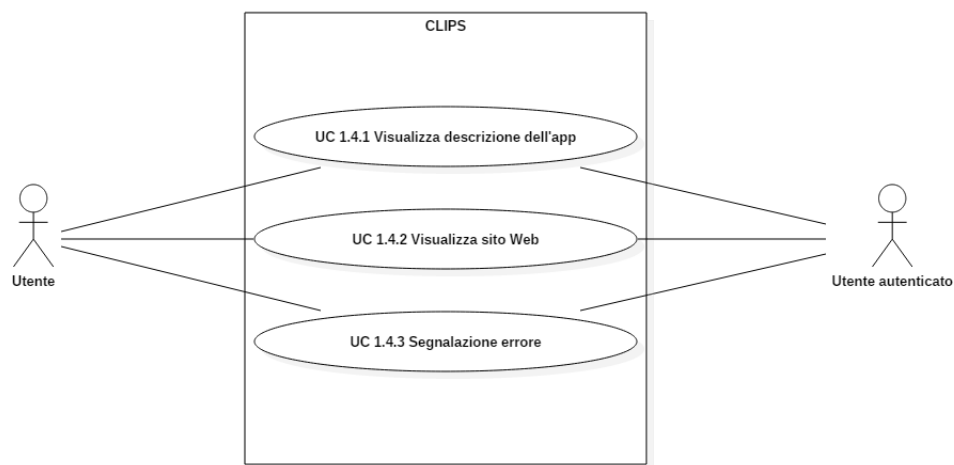 CLIPS
UC 1.4.1 Visualizza descrizione dell'app
UC 1.4.2 Visualizza sito Web
Utente
Utente autenticato
UC 1.4.3 Segnalazione errore